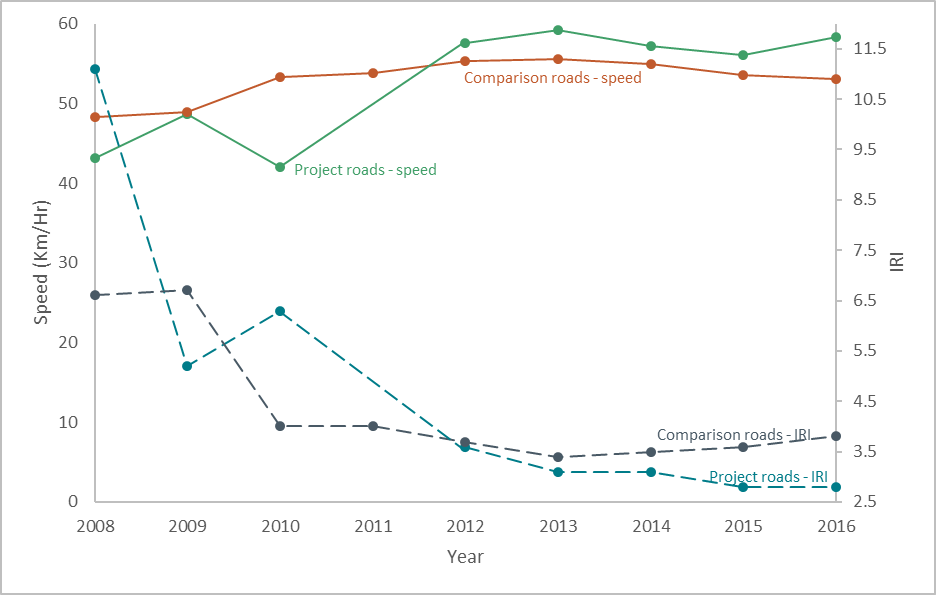 60
50
40
30
20
10
0
Speed (Km/Hr)
11.5
10.5
9.5
8.5
7.5
6.5
5.5
4.5
3.5
2.5
IRI
Comparison roads - speed
Project roads - speed
Comparison roads - IRI
Project roads - IRI
2008 2009 2010 2011 2012 2013 2014 2015 2016
Year